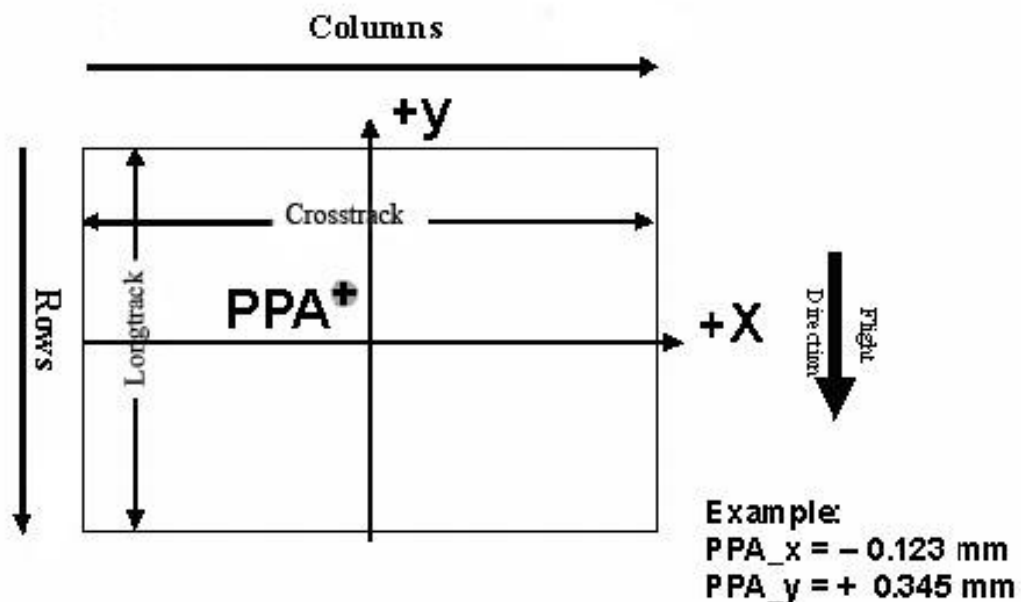 Columns
+y
Crosstrack
Rows
Longtrack
PPA
+X
Flight
Direction
Example:
PPA_x = – 0.123 mm
PPA_y = + 0.345 mm